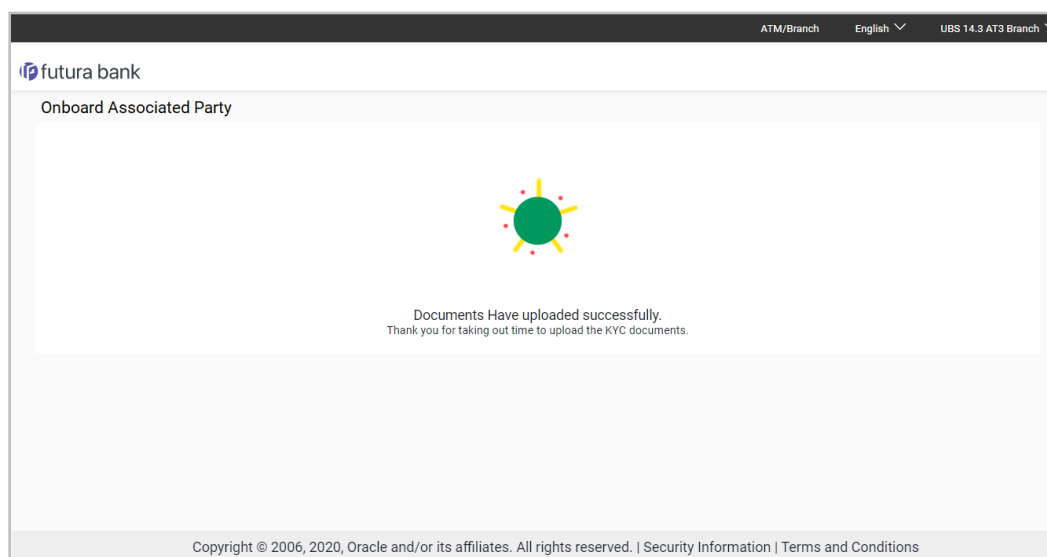 ATM/Branch English UBS 14.3 AT3 Branch
futura bank
Onboard Associated Party
Documents Have uploaded successfully.
Thank you for taking out time to upload the KYC documents.
Copyright © 2006, 2020, Oracle and/or its affiliates. All rights reserved. | Security Information | Terms and Conditions